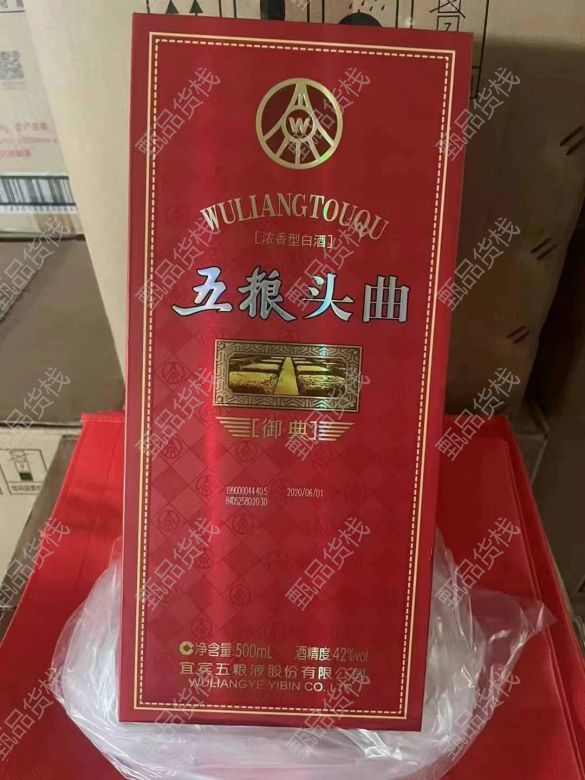 W
WULIANGTOUQU
[浓香型白酒]
五粮头曲
[御典]
2020/06/01
净含量:500mL 酒精度:42%vol
宜宾五粮液股份有限公司
WULIANGYE YIBIN CO.,LTD
甄品货栈